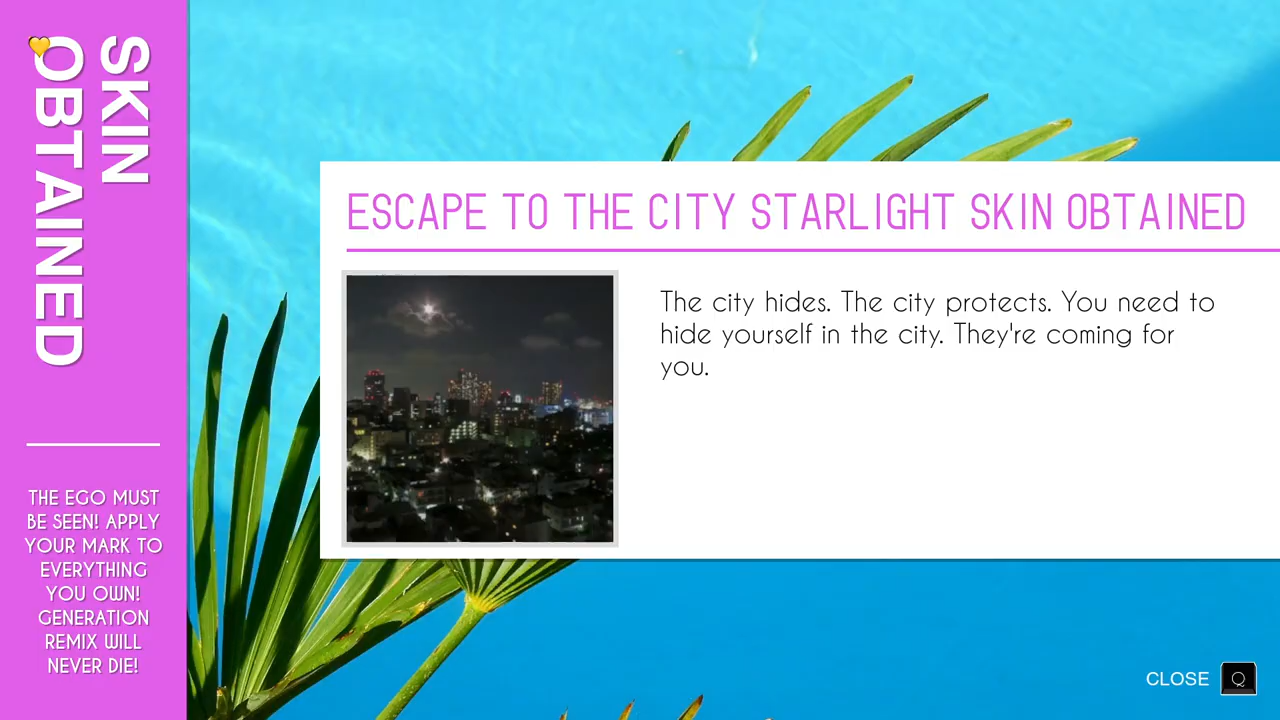 SKIN
OBTAINED
THE EGO MUST
BE SEEN! APPLY
YOUR MARK TO
EVERYTHING
YOU OWN!
GENERATION
REMIX WILL
NEVER DIE!
ESCAPE TO THE CITY STARLIGHT SKIN OBTAINED
The city hides. The city protects. You need to
hide yourself in the city. They're coming for
you.
CLOSE Q